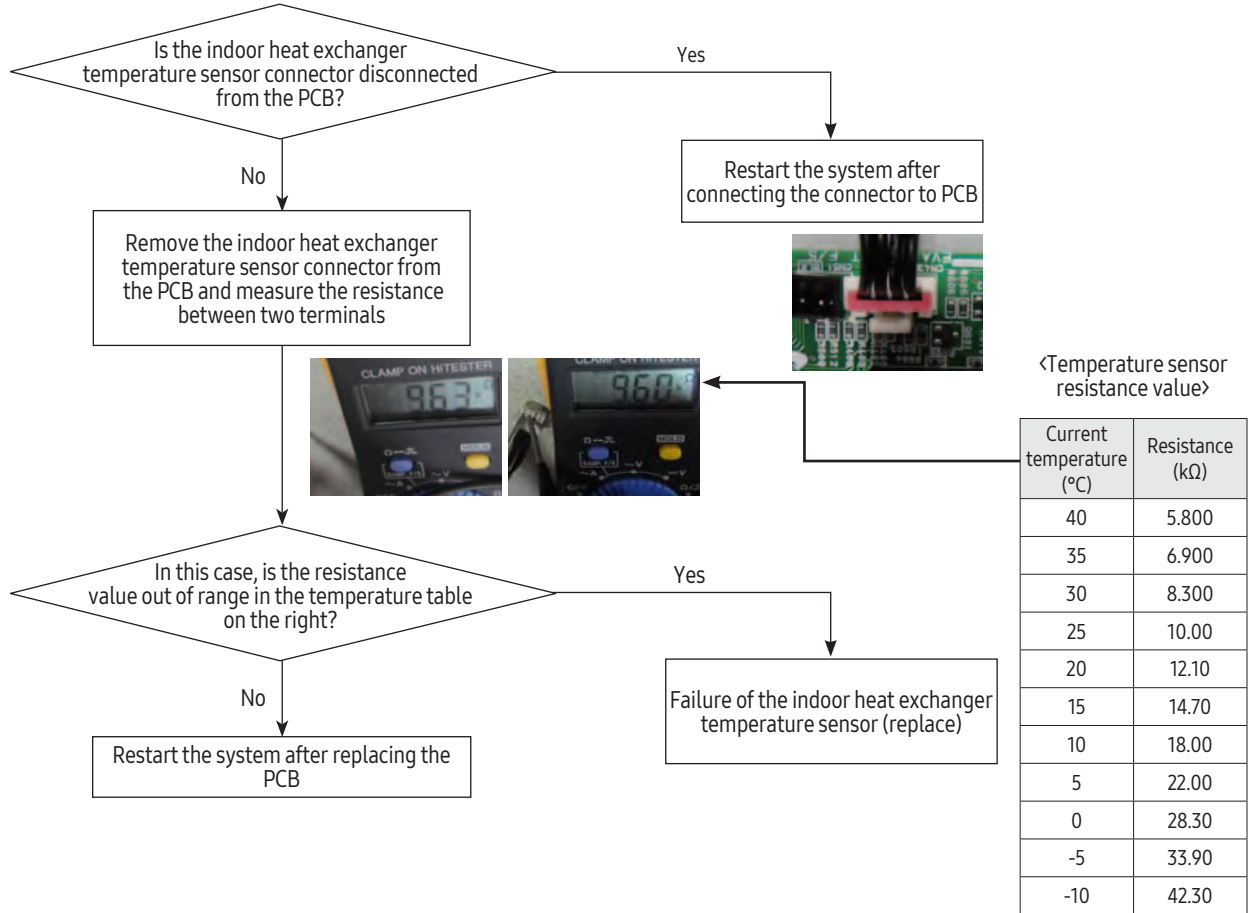 Is the indoor heat exchanger
temperature sensor connector disconnected
from the PCB?
Yes
No
Restart the system after
connecting the connector to PCB
Remove the indoor heat exchanger
temperature sensor connector from
the PCB and measure the resistance
between two terminals
CLAMP ON HITESTER
9.63
CLAMP ON HITESTER
9.60
HOLD
<Temperature sensor
resistance value>
Current
temperature
(°C)
Resistance
(kΩ)
40 5.800
35 6.900
30 8.300
25 10.00
20 12.10
15 14.70
10 18.00
5 22.00
0 28.30
-5 33.90
-10 42.30
In this case, is the resistance
value out of range in the temperature table
on the right?
Yes
No
Failure of the indoor heat exchanger
temperature sensor (replace)
Restart the system after replacing the
PCB